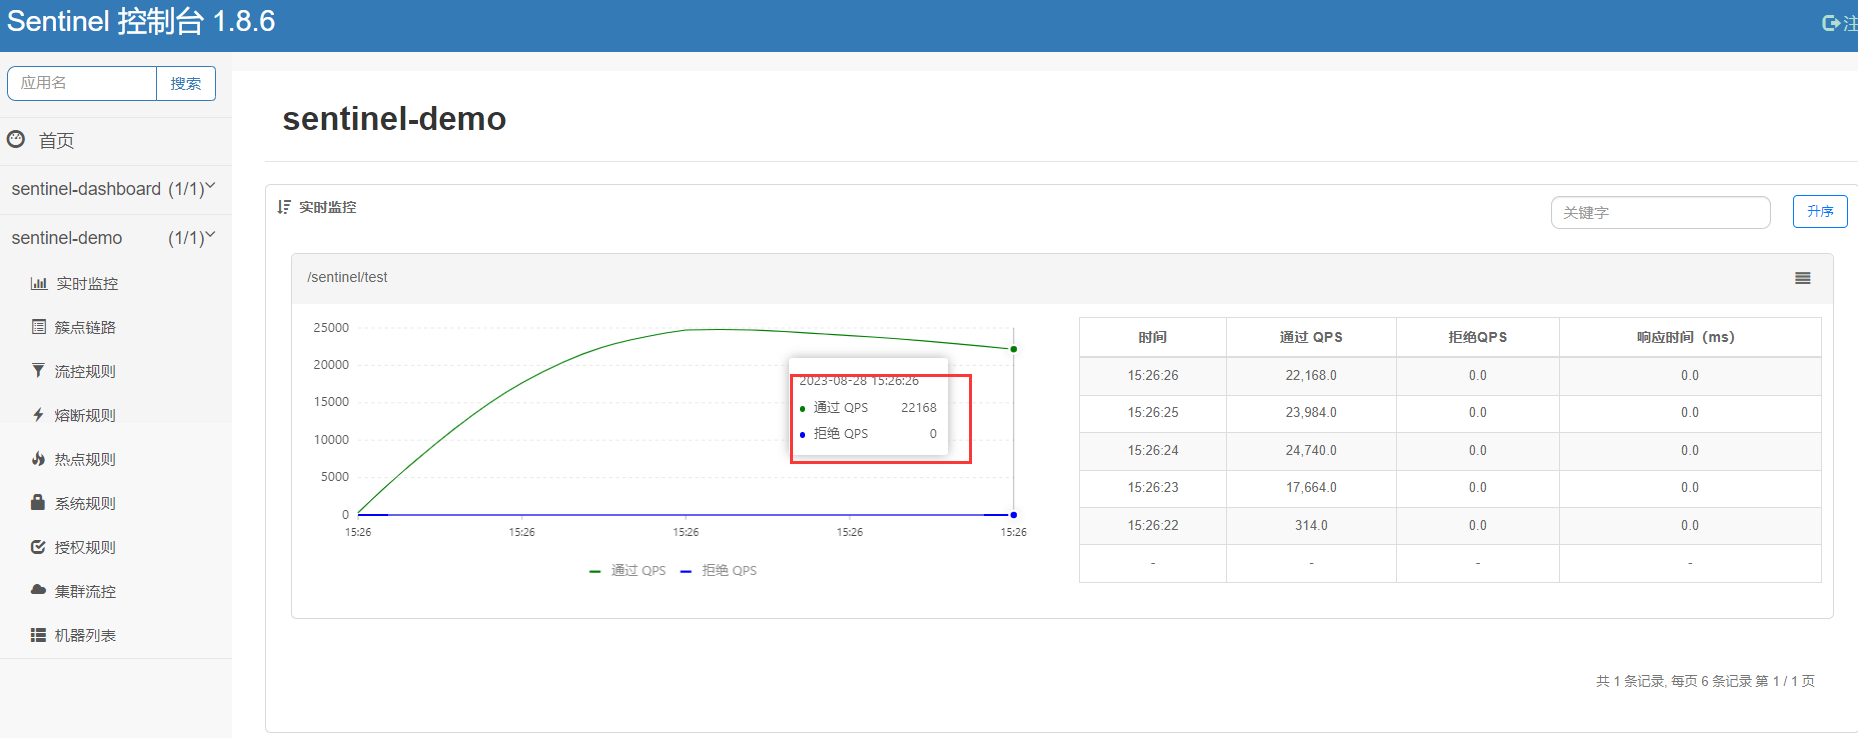 Sentinel 控制台 1.8.6
注
应用名
搜索
首页
sentinel-dashboard (1/1)
sentinel-demo (1/1)
实时监控
簇点链路
流控规则
熔断规则
热点规则
系统规则
授权规则
集群流控
机器列表
sentinel-demo
实时监控
关键字
升序
/sentinel/test
25000
20000
15000
10000
5000
0
15:26 15:26 15:26 15:26 15:26
2023-08-28 15:26:26
通过 QPS 22168
拒绝 QPS 0
通过 QPS 拒绝 QPS
时间 通过 QPS 拒绝QPS 响应时间（ms）
15:26:26 22,168.0 0.0 0.0
15:26:25 23,984.0 0.0 0.0
15:26:24 24,740.0 0.0 0.0
15:26:23 17,664.0 0.0 0.0
15:26:22 314.0 0.0 0.0
- - - -
共 1 条记录, 每页 6 条记录 第 1 / 1 页